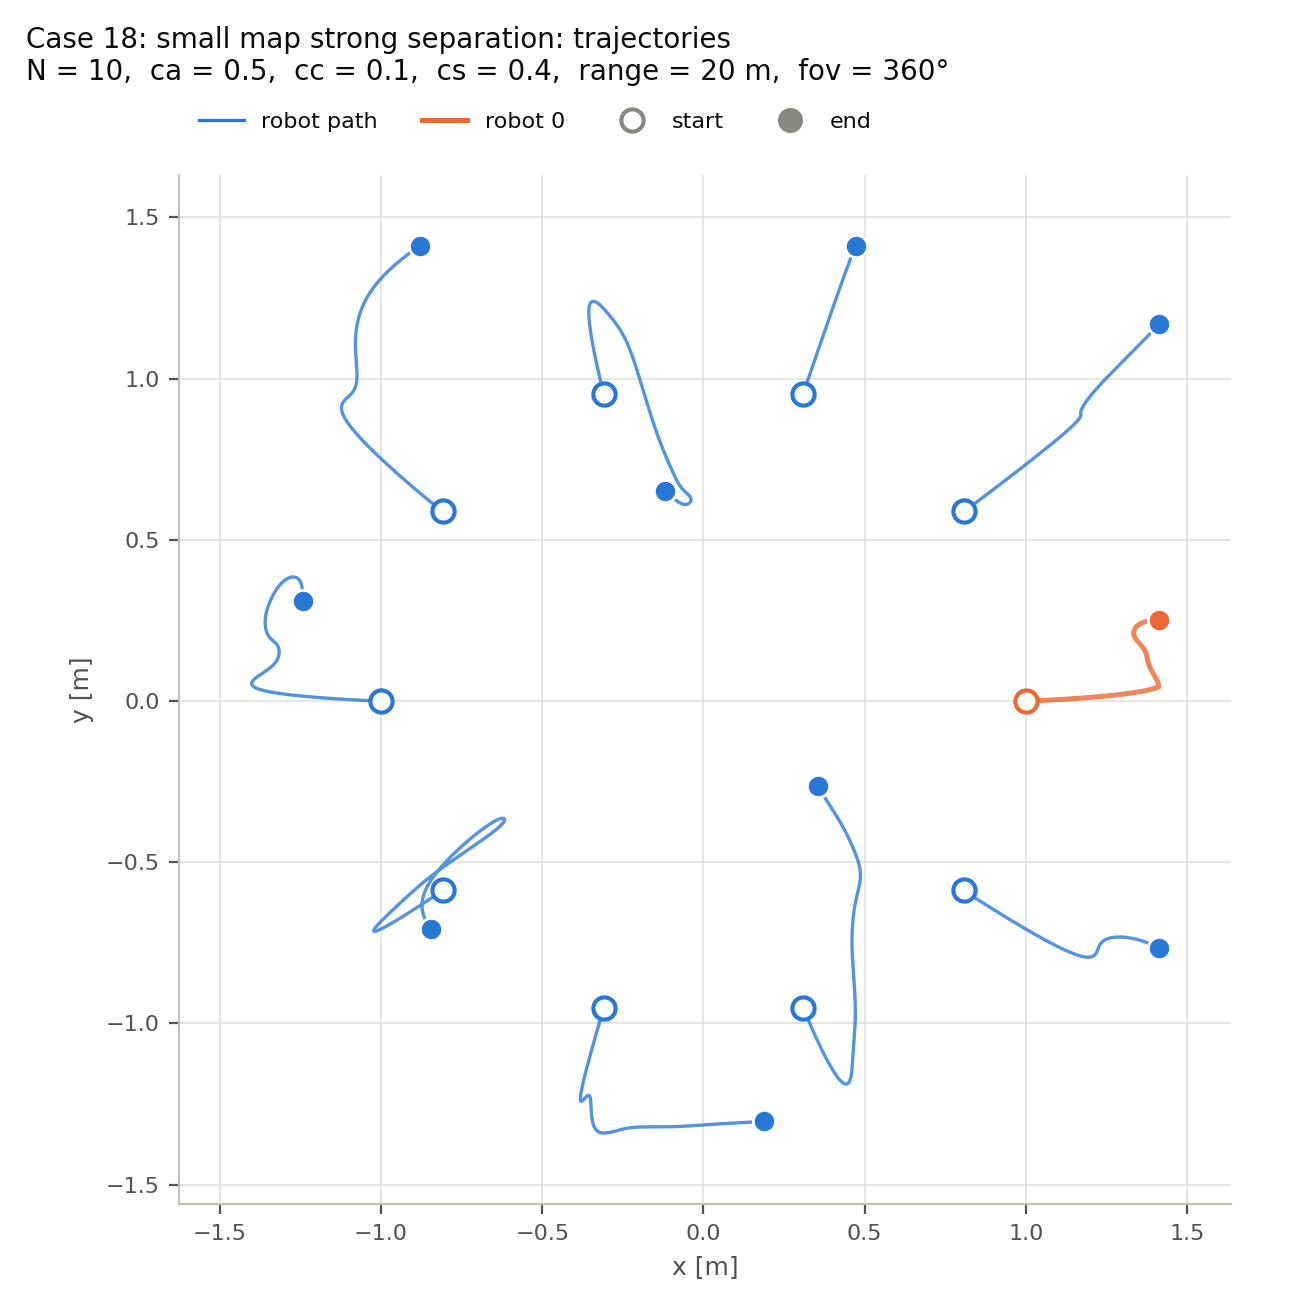 Case 18: small map strong separation: trajectories
N = 10,  ca = 0.5,  cc = 0.1,  cs = 0.4,  range = 20 m,  fov = 360°
robot path
robot 0
start
end
1.5
1.0
0.5
0.0
−0.5
−1.0
−1.5
y [m]
−1.5
−1.0
−0.5
0.0
0.5
1.0
1.5
x [m]